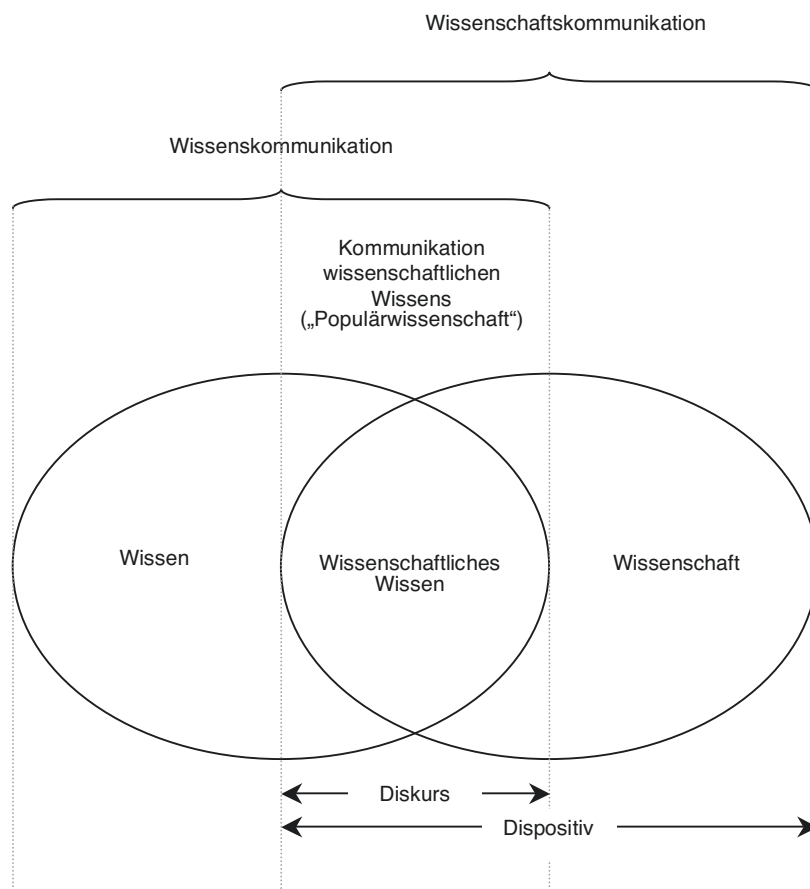 Wissenschaftskommunikation
Wissenskommunikation
Kommunikation
wissenschaftlichen
Wissens
(„Populärwissenschaft“)
Wissen
Wissenschaftliches
Wissen
Wissenschaft
Diskurs
Dispositiv